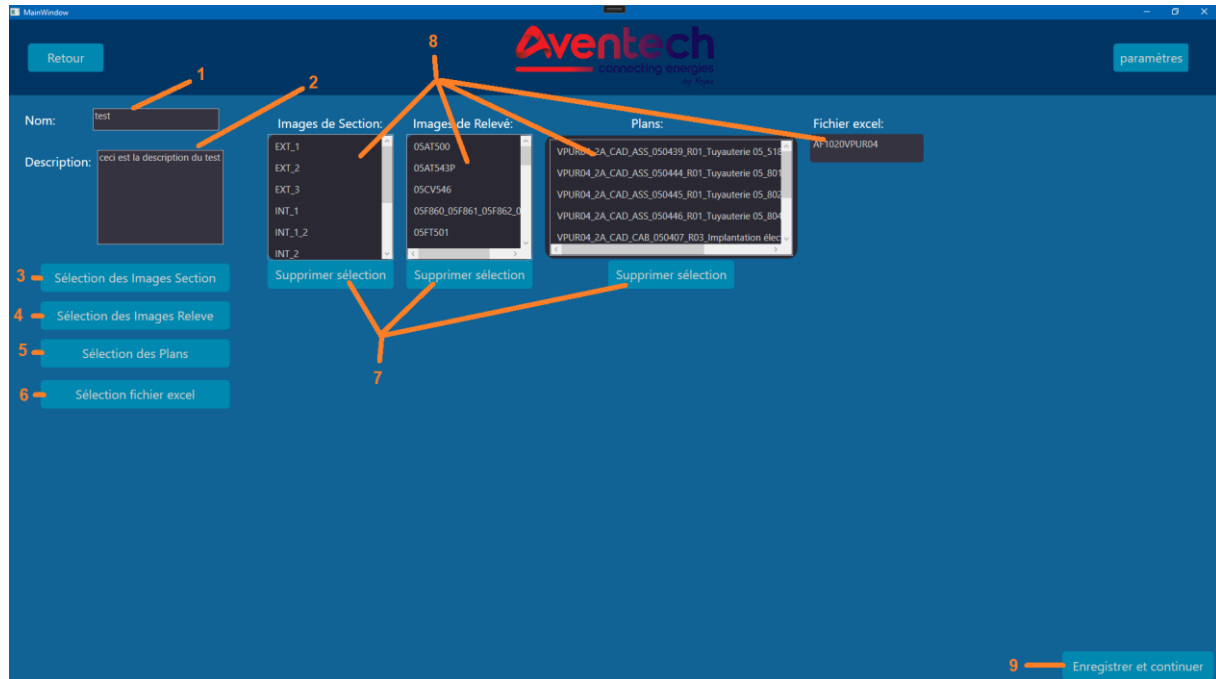 MainWindow
Retour
8
Aventech
connecting energies
paramètres
1
2
Nom:
test
Images de Section:
Images de Relevé:
Plans:
Fichier excel:
Description:
ceci est la description du test
EXT_1
EXT_2
EXT_3
INT_1
INT_1_2
INT_2
05AT500
05AT543P
05CV546
05F860_05F861_05F862_0
05FT501
VPUR04_2A_CAD_ASS_050439_R01_Tuyauterie 05_518
VPUR04_2A_CAD_ASS_050444_R01_Tuyauterie 05_801
VPUR04_2A_CAD_ASS_050445_R01_Tuyauterie 05_802
VPUR04_2A_CAD_ASS_050446_R01_Tuyauterie 05_804
VPUR04_2A_CAD_CAB_050407_R03_Implantation élec
AF1020VPUR04
Supprimer sélection
Supprimer sélection
Supprimer sélection
3
Sélection des Images Section
4
Sélection des Images Releve
5
Sélection des Plans
7
6
Sélection fichier excel
9
Enregistrer et continuer